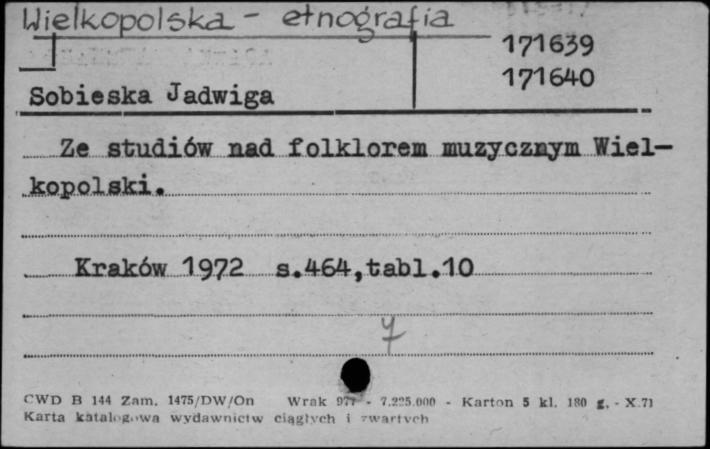 Wielkopolska - etnografia
171639
171640
Sobieska Jadwiga
Ze studiów nad folklorem muzycznym Wiel-
kopolski.
Kraków 1972 s.464,tabl.10
7
CWD B 144 Zam. 1475/DW/On Wrak 977 - 7.225.000 - Karton 5 kl. 180 g. - X.71
Karta katalogowa wydawnictw ciągłych i zwartych